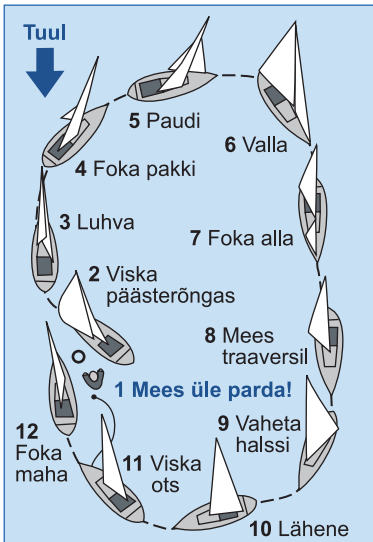 Tuul
5 Paudi
6 Valla
4 Foka pakki
3 Luhva
7 Foka alla
2 Viska
päästerõngas
8 Mees
traaversil
1 Mees üle parda!
9 Vaheta
halssi
12
Foka
maha
11 Viska
ots
10 Lähene